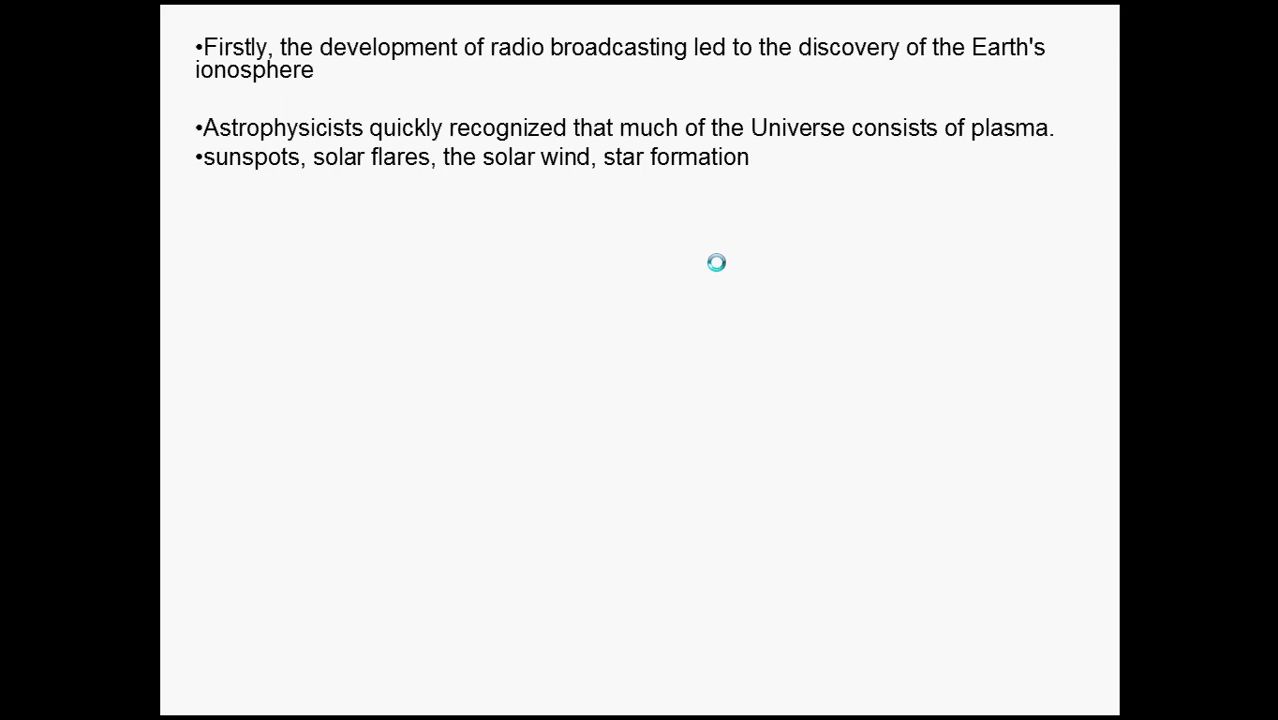 •Firstly, the development of radio broadcasting led to the discovery of the Earth's
ionosphere
•Astrophysicists quickly recognized that much of the Universe consists of plasma.
•sunspots, solar flares, the solar wind, star formation